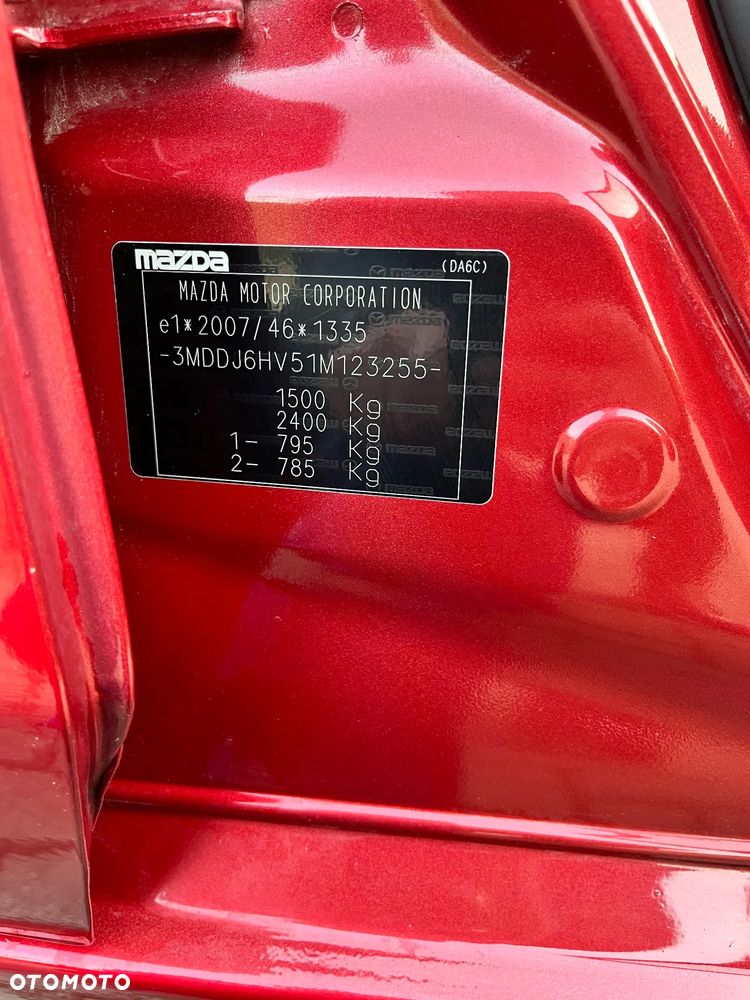 mazda
(DA6C)
MAZDA MOTOR CORPORATION
e1*2007/46*1335
-3MDDJ6HV51M123255-
1500 Kg
2400 Kg
1- 795 Kg
2- 785 Kg
OTOMOTO